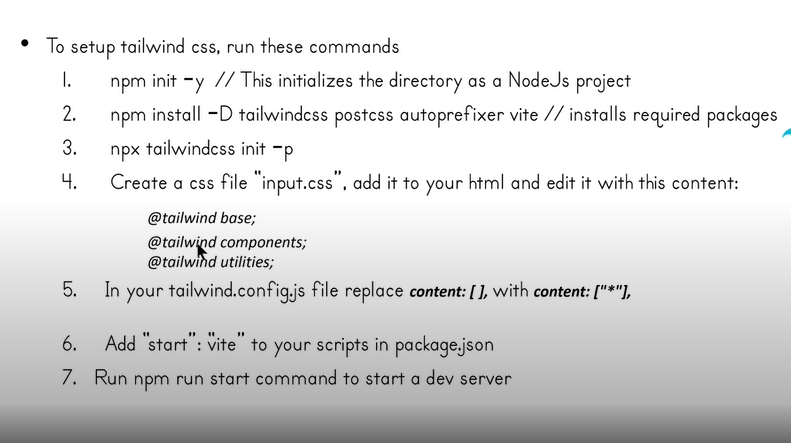 • To setup tailwind css, run these commands
1. npm init -y // This initializes the directory as a NodeJs project
2. npm install -D tailwindcss postcss autoprefixer vite // installs required packages
3. npx tailwindcss init -p
4. Create a css file "input.css", add it to your html and edit it with this content:
@tailwind base;
@tailwind components;
@tailwind utilities;
5. In your tailwind.config.js file replace content: [ ], with content: ["*"],
6. Add "start": "vite" to your scripts in package.json
7. Run npm run start command to start a dev server